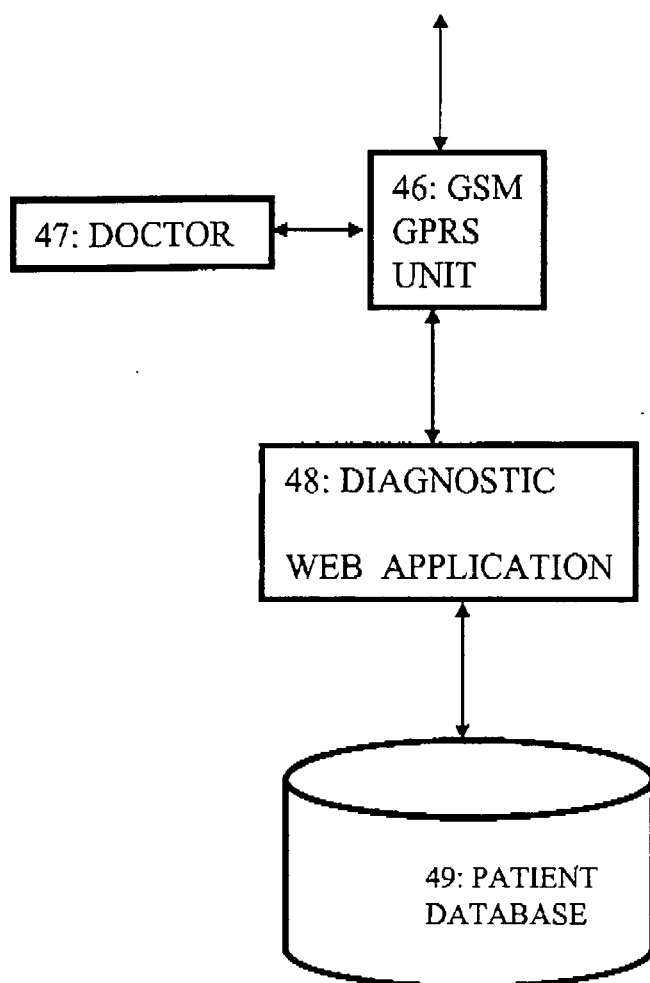 46: GSM
GPRS
UNIT
47: DOCTOR
48: DIAGNOSTIC
WEB APPLICATION
49: PATIENT
DATABASE